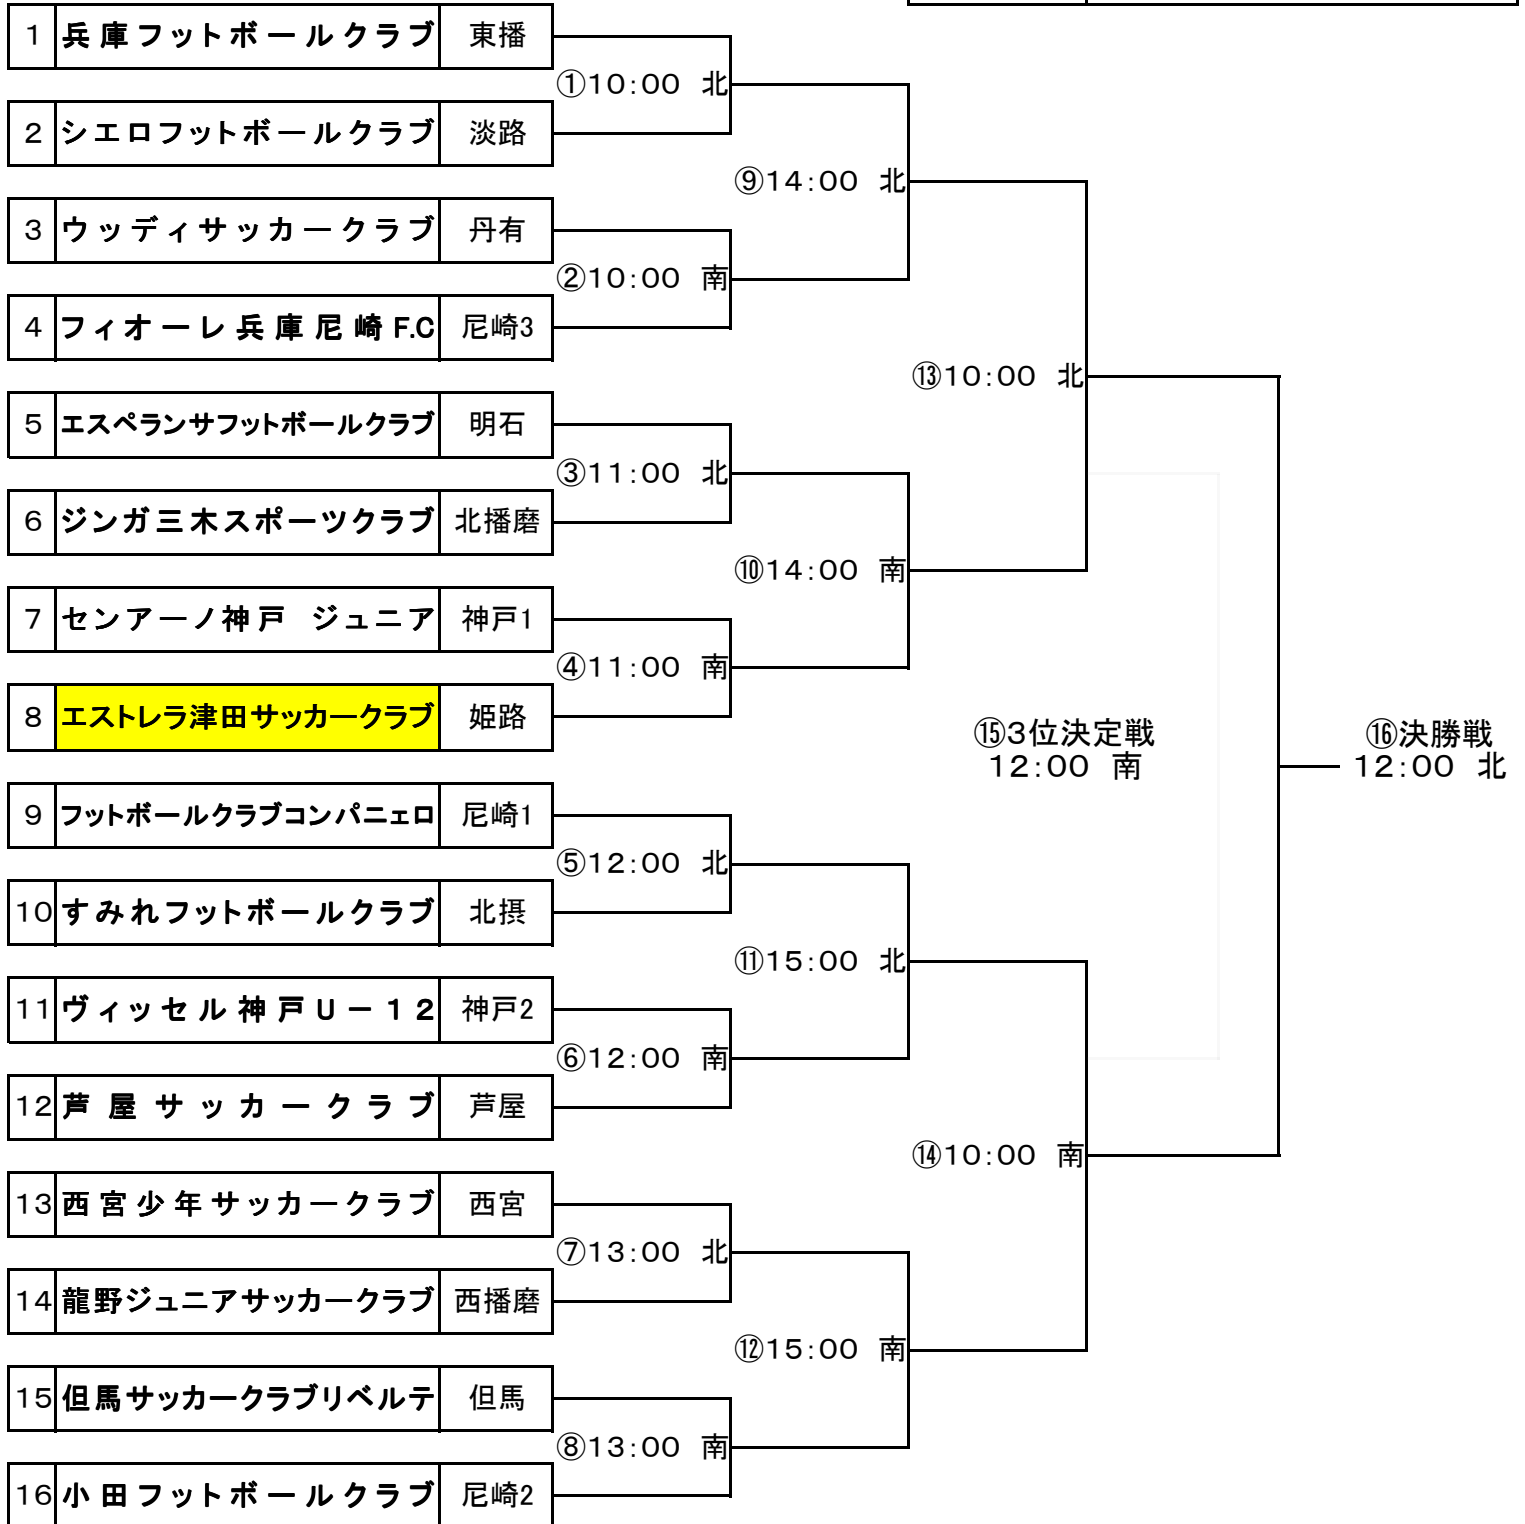 1 兵庫フットボールクラブ 東播
①10:00 北
2 シエロフットボールクラブ 淡路
⑨14:00 北
3 ウッディサッカークラブ 丹有
②10:00 南
4 フィオーレ兵庫尼崎F.C 尼崎3
⑬10:00 北
5 エスペランサフットボールクラブ 明石
③11:00 北
6 ジンガ三木スポーツクラブ 北播磨
⑩14:00 南
7 センアーノ神戸 ジュニア 神戸1
④11:00 南
8 エストレラ津田サッカークラブ 姫路
⑮3位決定戦
12:00 南
⑯決勝戦
12:00 北
9 フットボールクラブコンパニェロ 尼崎1
⑤12:00 北
10 すみれフットボールクラブ 北摂
⑪15:00 北
11 ヴィッセル神戸U-12 神戸2
⑥12:00 南
12 芦屋サッカークラブ 芦屋
⑭10:00 南
13 西宮少年サッカークラブ 西宮
⑦13:00 北
14 龍野ジュニアサッカークラブ 西播磨
⑫15:00 南
15 但馬サッカークラブリベルテ 但馬
⑧13:00 南
16 小田フットボールクラブ 尼崎2